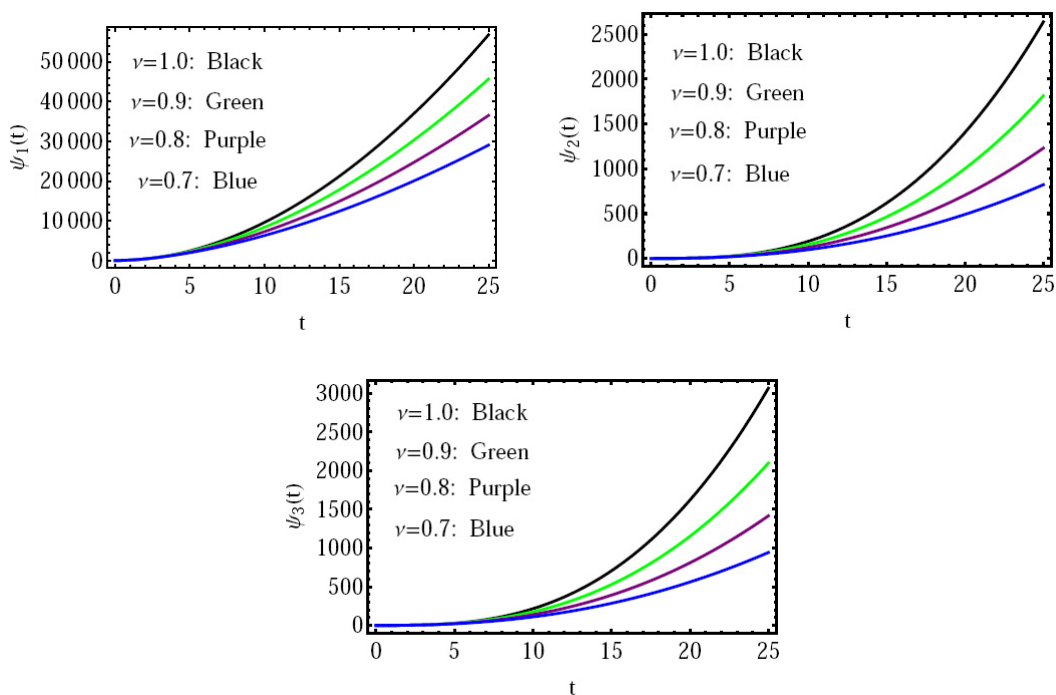 50 000
40 000
30 000
20 000
10 000
0
ψ₁(t)
ν=1.0: Black
ν=0.9: Green
ν=0.8: Purple
ν=0.7: Blue
0 5 10 15 20 25
t
2500
2000
1500
1000
500
0
ψ₂(t)
ν=1.0: Black
ν=0.9: Green
ν=0.8: Purple
ν=0.7: Blue
0 5 10 15 20 25
t
3000
2500
2000
1500
1000
500
0
ψ₃(t)
ν=1.0: Black
ν=0.9: Green
ν=0.8: Purple
ν=0.7: Blue
0 5 10 15 20 25
t